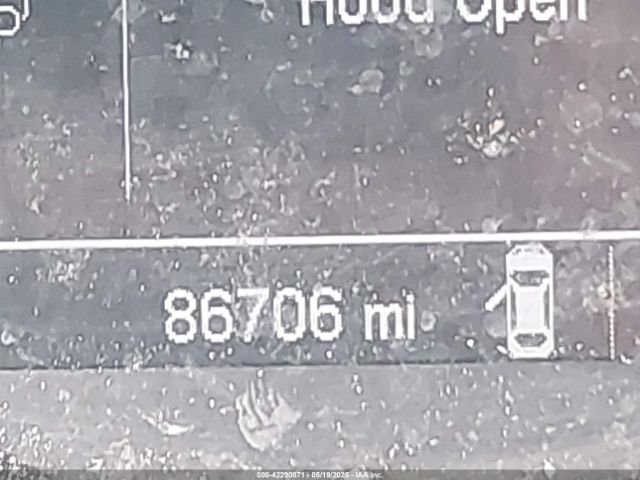 Hood Open
86706 mi
000-42290871 - 05/19/2025 - IAA Inc.